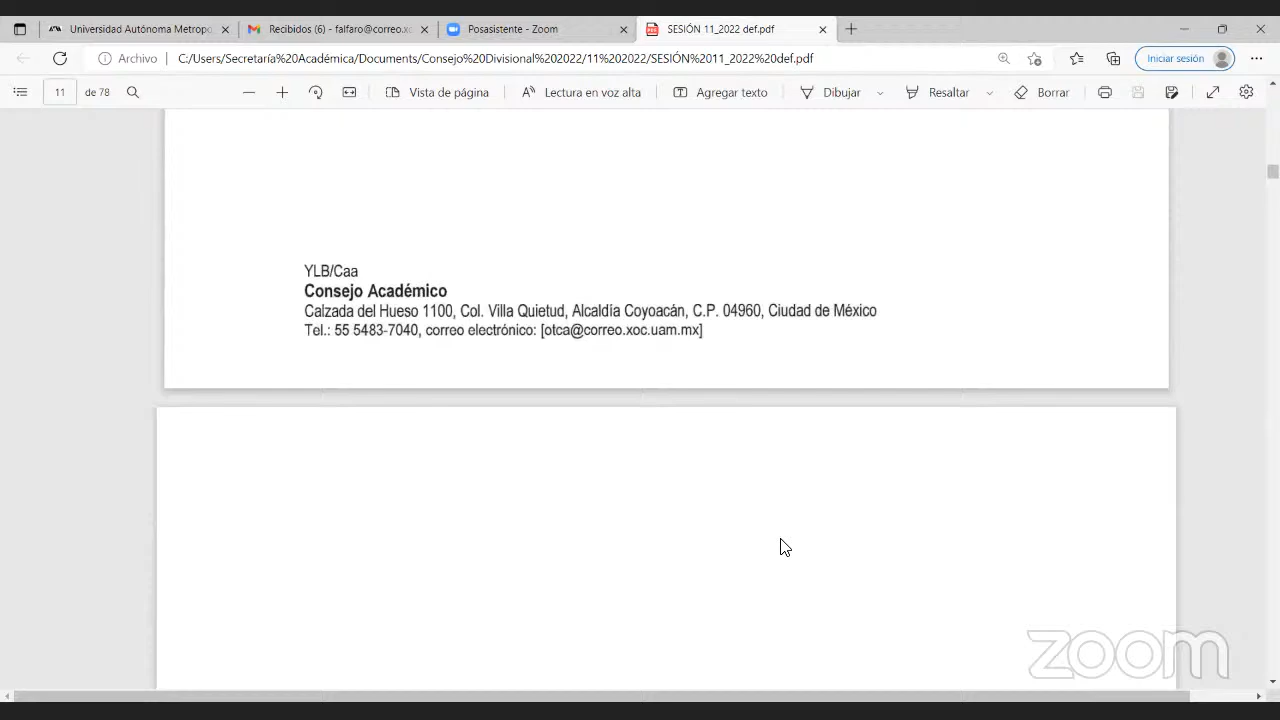 Universidad Autónoma Metropo
Recibidos (6) - falfaro@correo.xc
Posasistente - Zoom
SESIÓN 11_2022 def.pdf
Archivo
C:/Users/Secretaría%20Académica/Documents/Consejo%20Divisional%202022/11%202022/SESIÓN%2011_2022%20def.pdf
Iniciar sesión
11 de 78
Vista de página
Lectura en voz alta
Agregar texto
Dibujar
Resaltar
Borrar
YLB/Caa
Consejo Académico
Calzada del Hueso 1100, Col. Villa Quietud, Alcaldía Coyoacán, C.P. 04960, Ciudad de México
Tel.: 55 5483-7040, correo electrónico: [otca@correo.xoc.uam.mx]
zoom